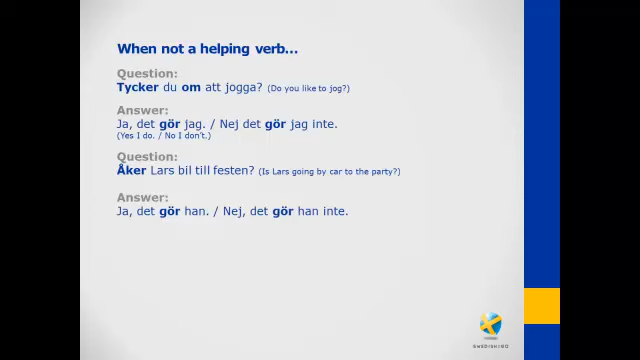 When not a helping verb…
Question:
Tycker du om att jogga? (Do you like to jog?)
Answer:
Ja, det gör jag. / Nej det gör jag inte.
(Yes I do. / No I don't.)
Question:
Åker Lars bil till festen? (Is Lars going by car to the party?)
Answer:
Ja, det gör han. / Nej, det gör han inte.